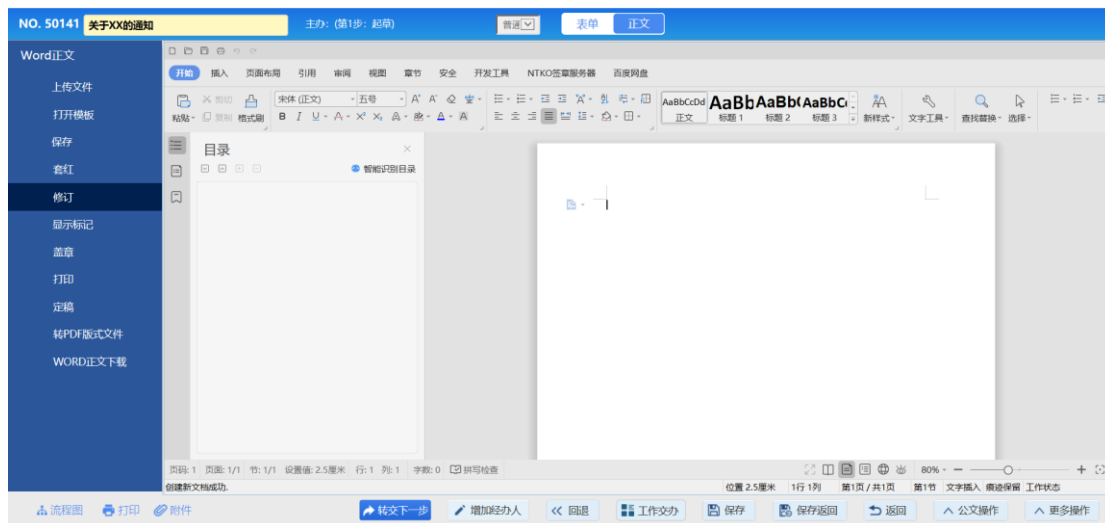 NO. 50141 关于XX的通知 主办: (第1步: 起草) 普通 表单 正文
Word正文
上传文件
打开模板
保存
套红
修订
显示标记
盖章
打印
定稿
转PDF版式文件
WORD正文下载
开始 插入 页面布局 引用 审阅 视图 章节 安全 开发工具 NTKO签章服务器 百度网盘
粘贴 剪切 复制 格式刷 宋体 (正文) 五号
B I U
AaBbCcDd AaBb AaBb( AaBbC
正文 标题 1 标题 2 标题 3 新样式 文字工具 查找替换 选择
目录
智能识别目录
页码: 1 页面: 1/1 节: 1/1 设置值: 2.5厘米 行: 1 列: 1 字数: 0 拼写检查 80%
创建新文档成功. 位置 2.5厘米 1行 1列 第1页 / 共1页 第1节 文字插入 痕迹保留 工作状态
流程图 打印 附件 转交下一步 增加经办人 回退 工作交办 保存 保存返回 返回 公文操作 更多操作